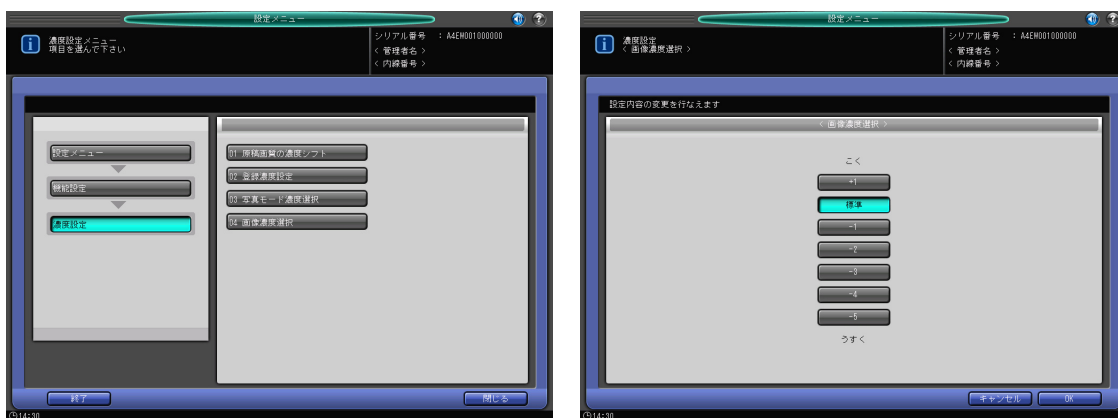 設定メニュー
濃度設定メニュー
項目を選んで下さい
シリアル番号 : A4EM001000000
< 管理者名 >
< 内線番号 >
設定メニュー
機能設定
濃度設定
01 原稿画質の濃度シフト
02 登録濃度設定
03 写真モード濃度選択
04 画像濃度選択
終了
閉じる
14:30
設定メニュー
濃度設定
< 画像濃度選択 >
シリアル番号 : A4EM001000000
< 管理者名 >
< 内線番号 >
設定内容の変更を行なえます
< 画像濃度選択 >
こく
+1
標準
-1
-2
-3
-4
-5
うすく
キャンセル
OK
14:30